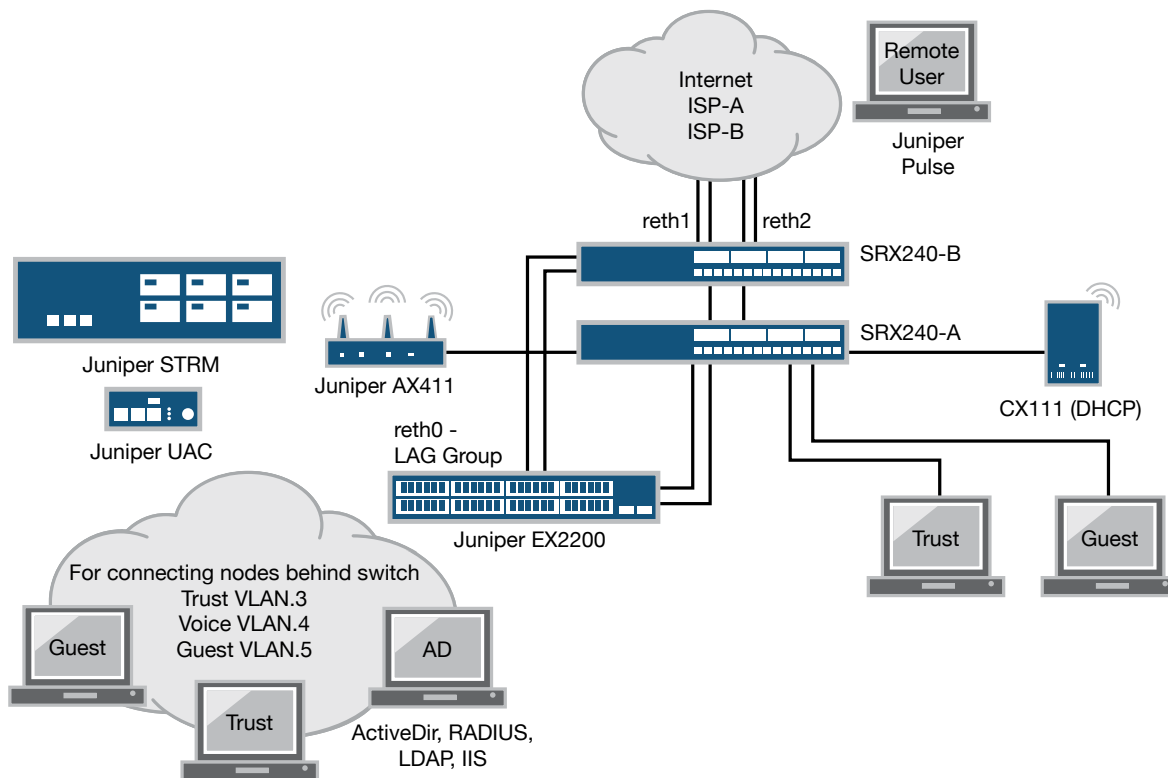 Remote
User
Internet
ISP-A
ISP-B
Juniper
Pulse
reth1
reth2
SRX240-B
SRX240-A
Juniper STRM
Juniper AX411
CX111 (DHCP)
Juniper UAC
reth0 -
LAG Group
Juniper EX2200
Trust
Guest
For connecting nodes behind switch
Trust VLAN.3
Voice VLAN.4
Guest VLAN.5
Guest
AD
Trust
ActiveDir, RADIUS,
LDAP, IIS